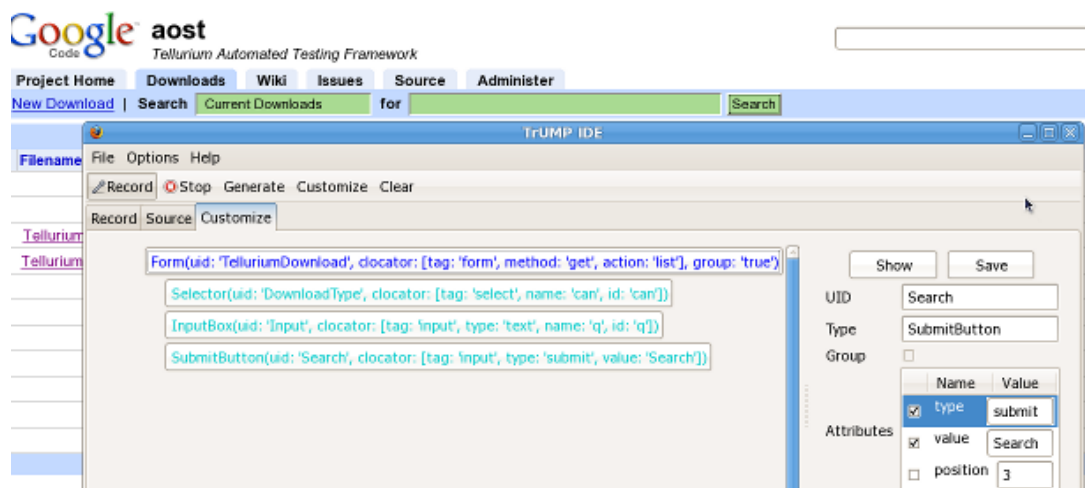 Google
Code
aost
Tellurium Automated Testing Framework
Project Home Downloads Wiki Issues Source Administer
New Download | Search Current Downloads for Search
TrUMP IDE
Filename File Options Help
Record Stop Generate Customize Clear
Record Source Customize
Tellurium
Tellurium
Form(uid: 'TelluriumDownload', clocator: [tag: 'form', method: 'get', action: 'list'], group: 'true')
Selector(uid: 'DownloadType', clocator: [tag: 'select', name: 'can', id: 'can'])
InputBox(uid: 'Input', clocator: [tag: 'input', type: 'text', name: 'q', id: 'q'])
SubmitButton(uid: 'Search', clocator: [tag: 'input', type: 'submit', value: 'Search'])
Show Save
UID Search
Type SubmitButton
Group
Name Value
Attributes
type submit
value Search
position 3